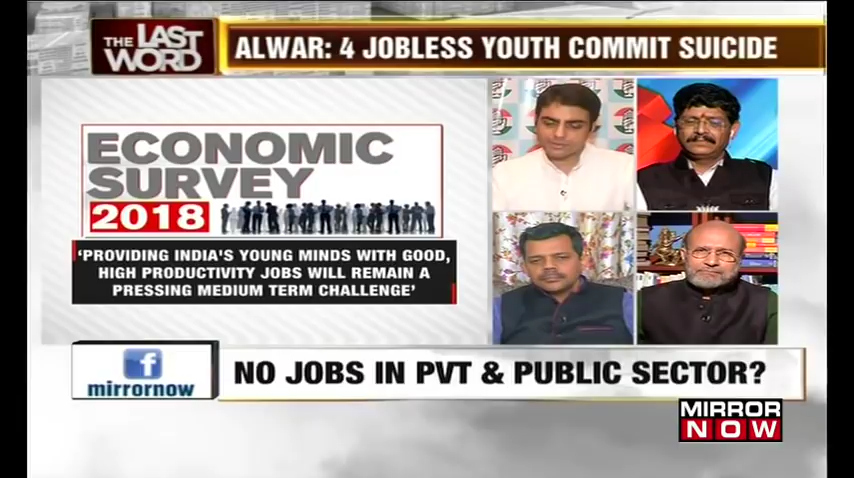 THE LAST
WORD
ALWAR: 4 JOBLESS YOUTH COMMIT SUICIDE
ECONOMIC
SURVEY
2018
'PROVIDING INDIA'S YOUNG MINDS WITH GOOD,
HIGH PRODUCTIVITY JOBS WILL REMAIN A
PRESSING MEDIUM TERM CHALLENGE'
f
mirrornow
NO JOBS IN PVT & PUBLIC SECTOR?
MIRROR
NOW